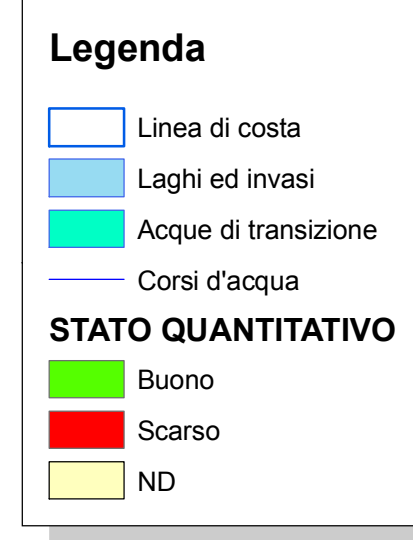 Legenda
Linea di costa
Laghi ed invasi
Acque di transizione
Corsi d'acqua
STATO QUANTITATIVO
Buono
Scarso
ND